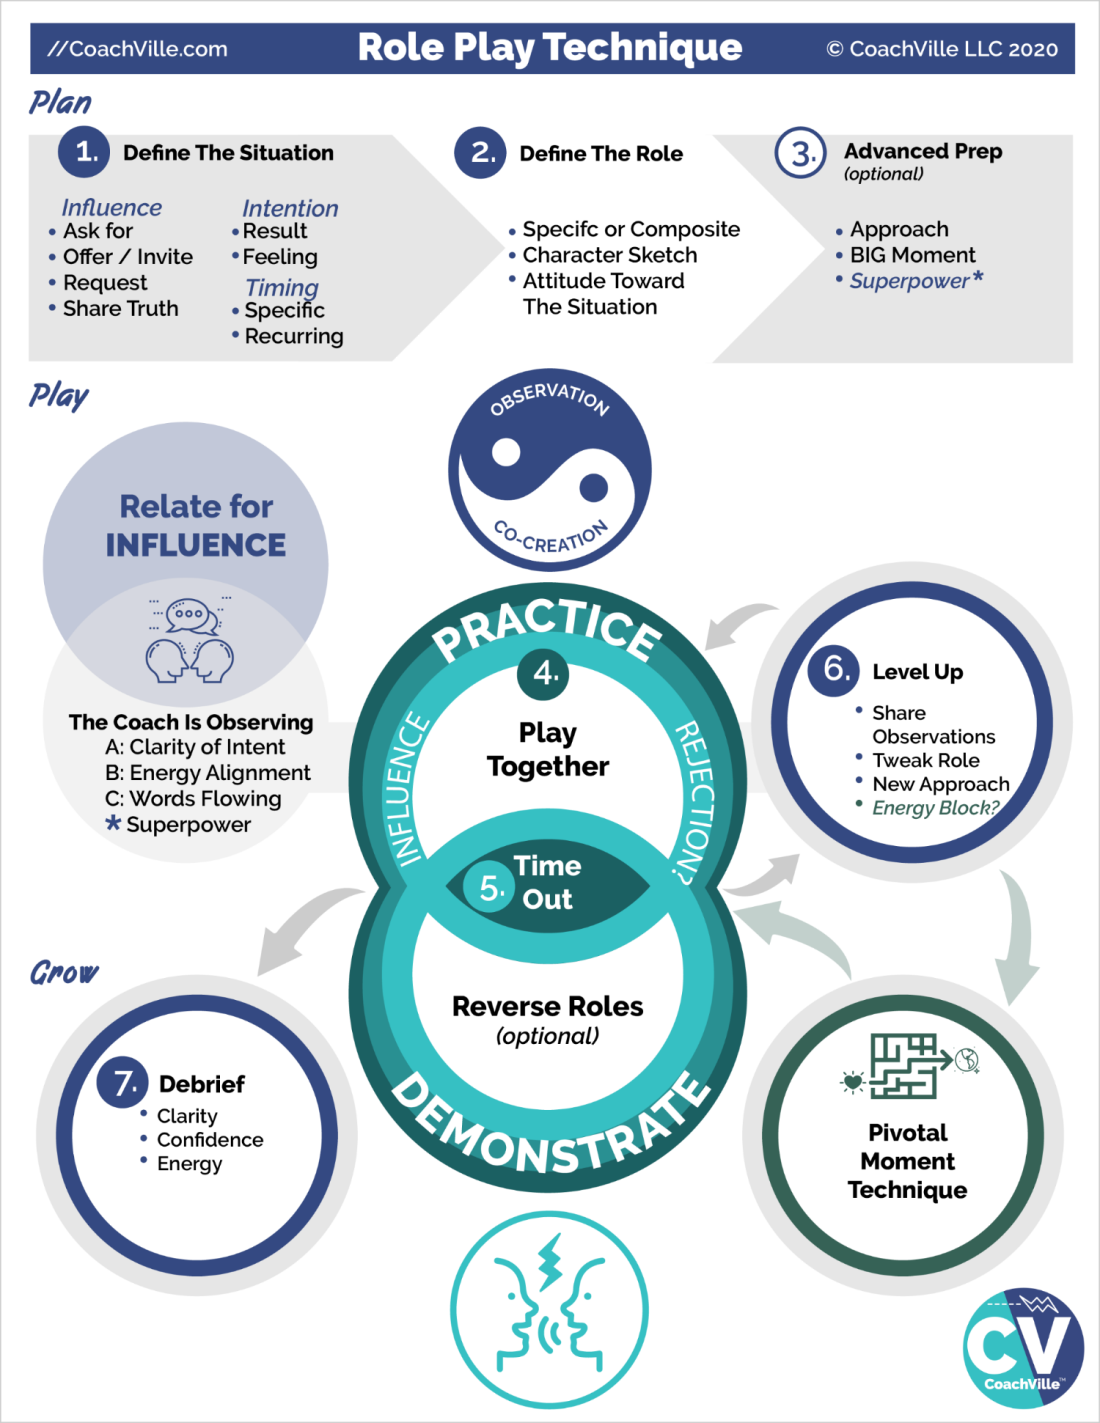 //CoachVille.com
Role Play Technique
© CoachVille LLC 2020
Plan
1. Define The Situation
Influence
• Ask for
• Offer / Invite
• Request
• Share Truth
Intention
• Result
• Feeling
Timing
• Specific
• Recurring
2. Define The Role
• Specifc or Composite
• Character Sketch
• Attitude Toward
The Situation
3. Advanced Prep
(optional)
• Approach
• BIG Moment
• Superpower*
Play
OBSERVATION
CO-CREATION
Relate for
INFLUENCE
The Coach Is Observing
A: Clarity of Intent
B: Energy Alignment
C: Words Flowing
* Superpower
PRACTICE
4.
Play
Together
INFLUENCE
REJECTION?
5. Time
Out
Reverse Roles
(optional)
DEMONSTRATE
6. Level Up
• Share
Observations
• Tweak Role
• New Approach
• Energy Block?
Pivotal
Moment
Technique
Grow
7. Debrief
• Clarity
• Confidence
• Energy
CV
CoachVille™